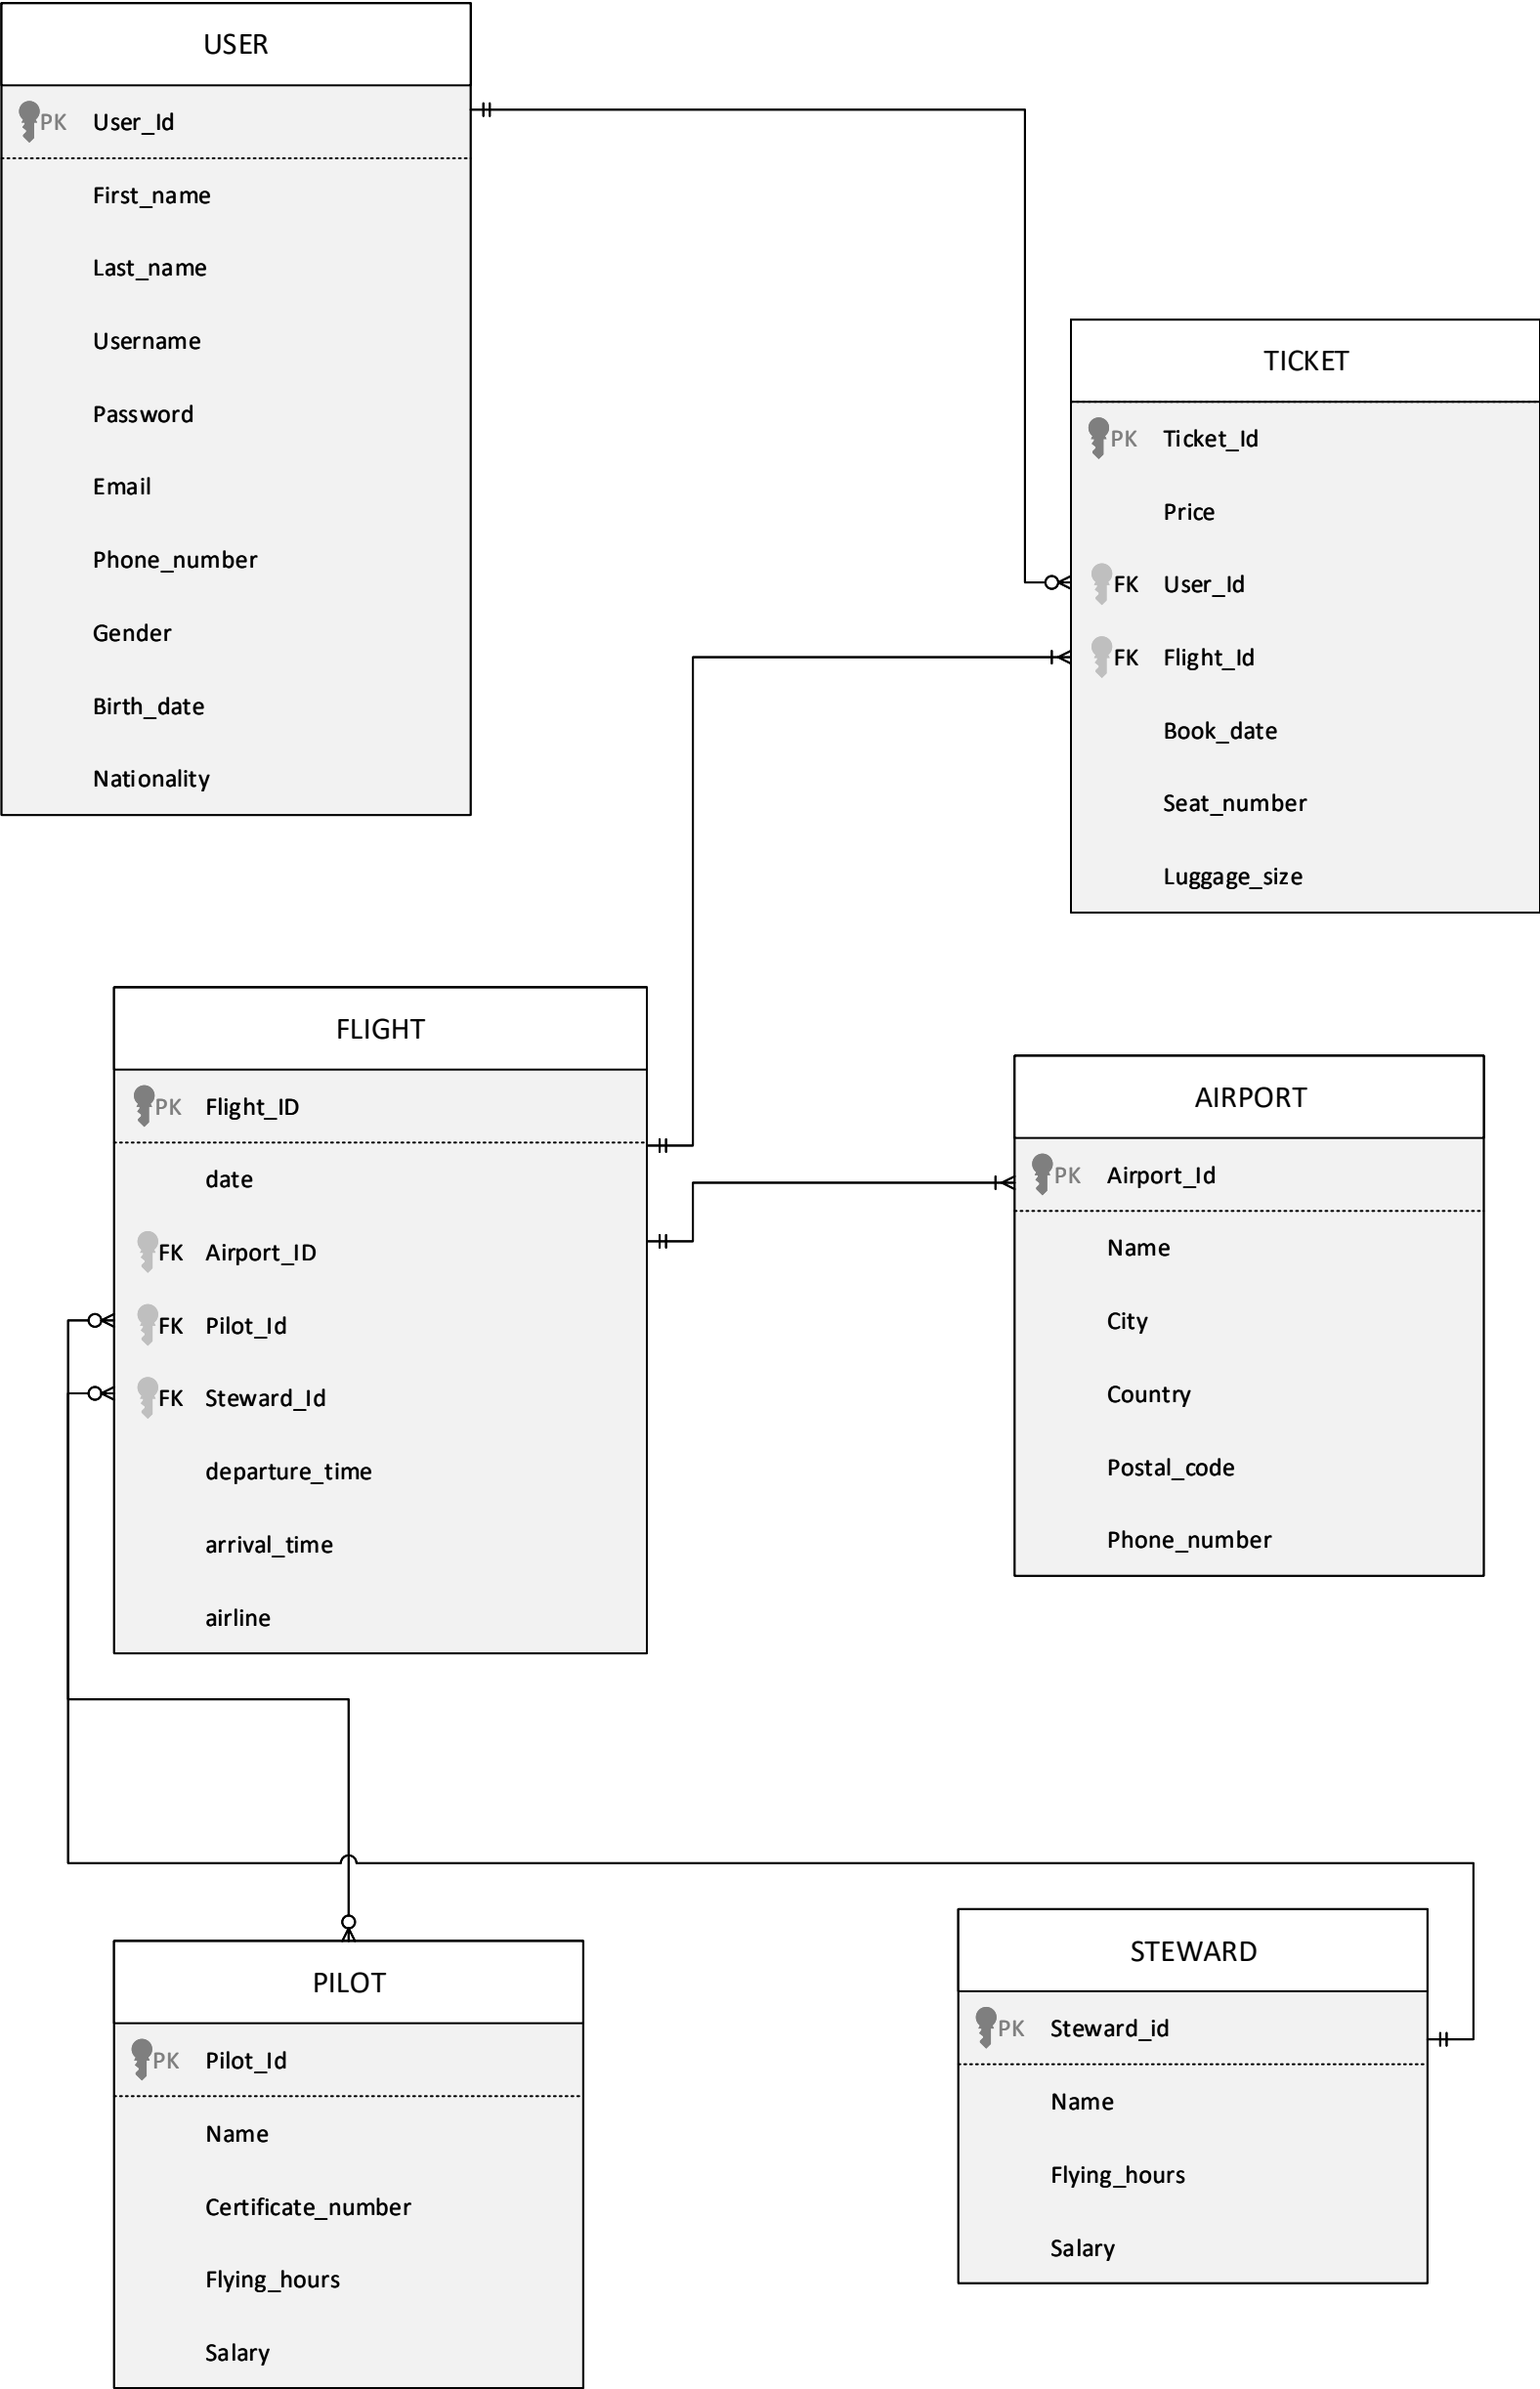 USER
PK User_Id
First_name
Last_name
Username
Password
Email
Phone_number
Gender
Birth_date
Nationality
TICKET
PK Ticket_Id
Price
FK User_Id
FK Flight_Id
Book_date
Seat_number
Luggage_size
FLIGHT
PK Flight_ID
date
FK Airport_ID
FK Pilot_Id
FK Steward_Id
departure_time
arrival_time
airline
AIRPORT
PK Airport_Id
Name
City
Country
Postal_code
Phone_number
PILOT
PK Pilot_Id
Name
Certificate_number
Flying_hours
Salary
STEWARD
PK Steward_id
Name
Flying_hours
Salary